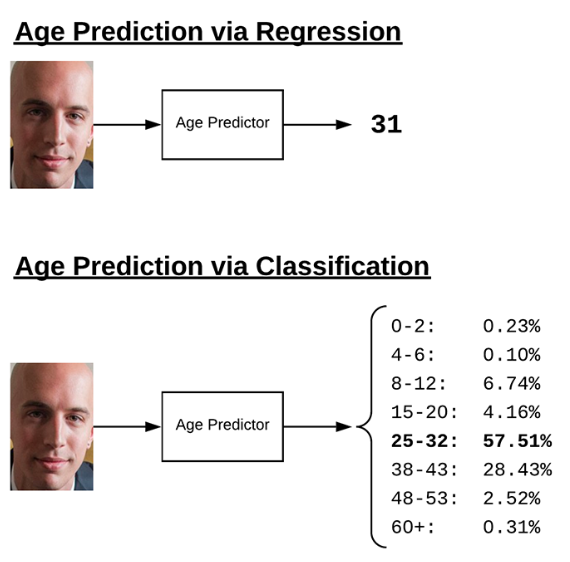 Age Prediction via Regression
Age Predictor
31
Age Prediction via Classification
Age Predictor
0-2: 0.23%
4-6: 0.10%
8-12: 6.74%
15-20: 4.16%
25-32: 57.51%
38-43: 28.43%
48-53: 2.52%
60+: 0.31%